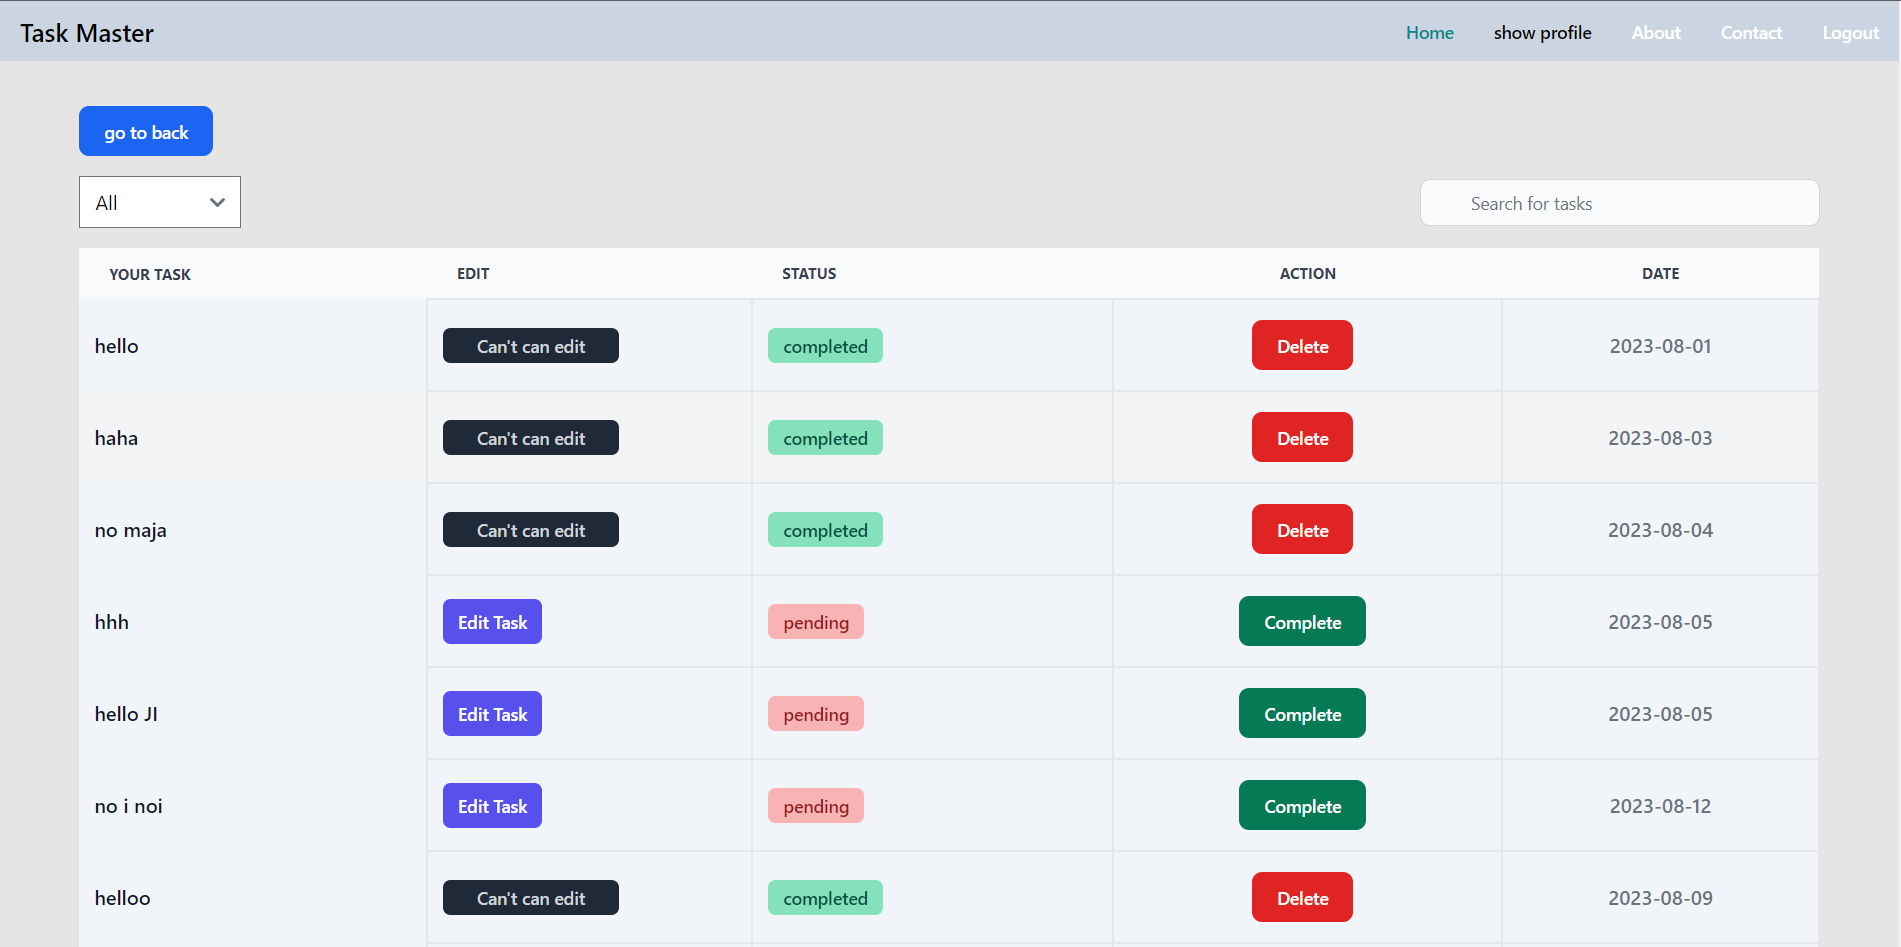 Task Master Home show profile About Contact Logout
go to back
All Search for tasks
YOUR TASK EDIT STATUS ACTION DATE
hello Can't can edit completed Delete 2023-08-01
haha Can't can edit completed Delete 2023-08-03
no maja Can't can edit completed Delete 2023-08-04
hhh Edit Task pending Complete 2023-08-05
hello JI Edit Task pending Complete 2023-08-05
no i noi Edit Task pending Complete 2023-08-12
helloo Can't can edit completed Delete 2023-08-09